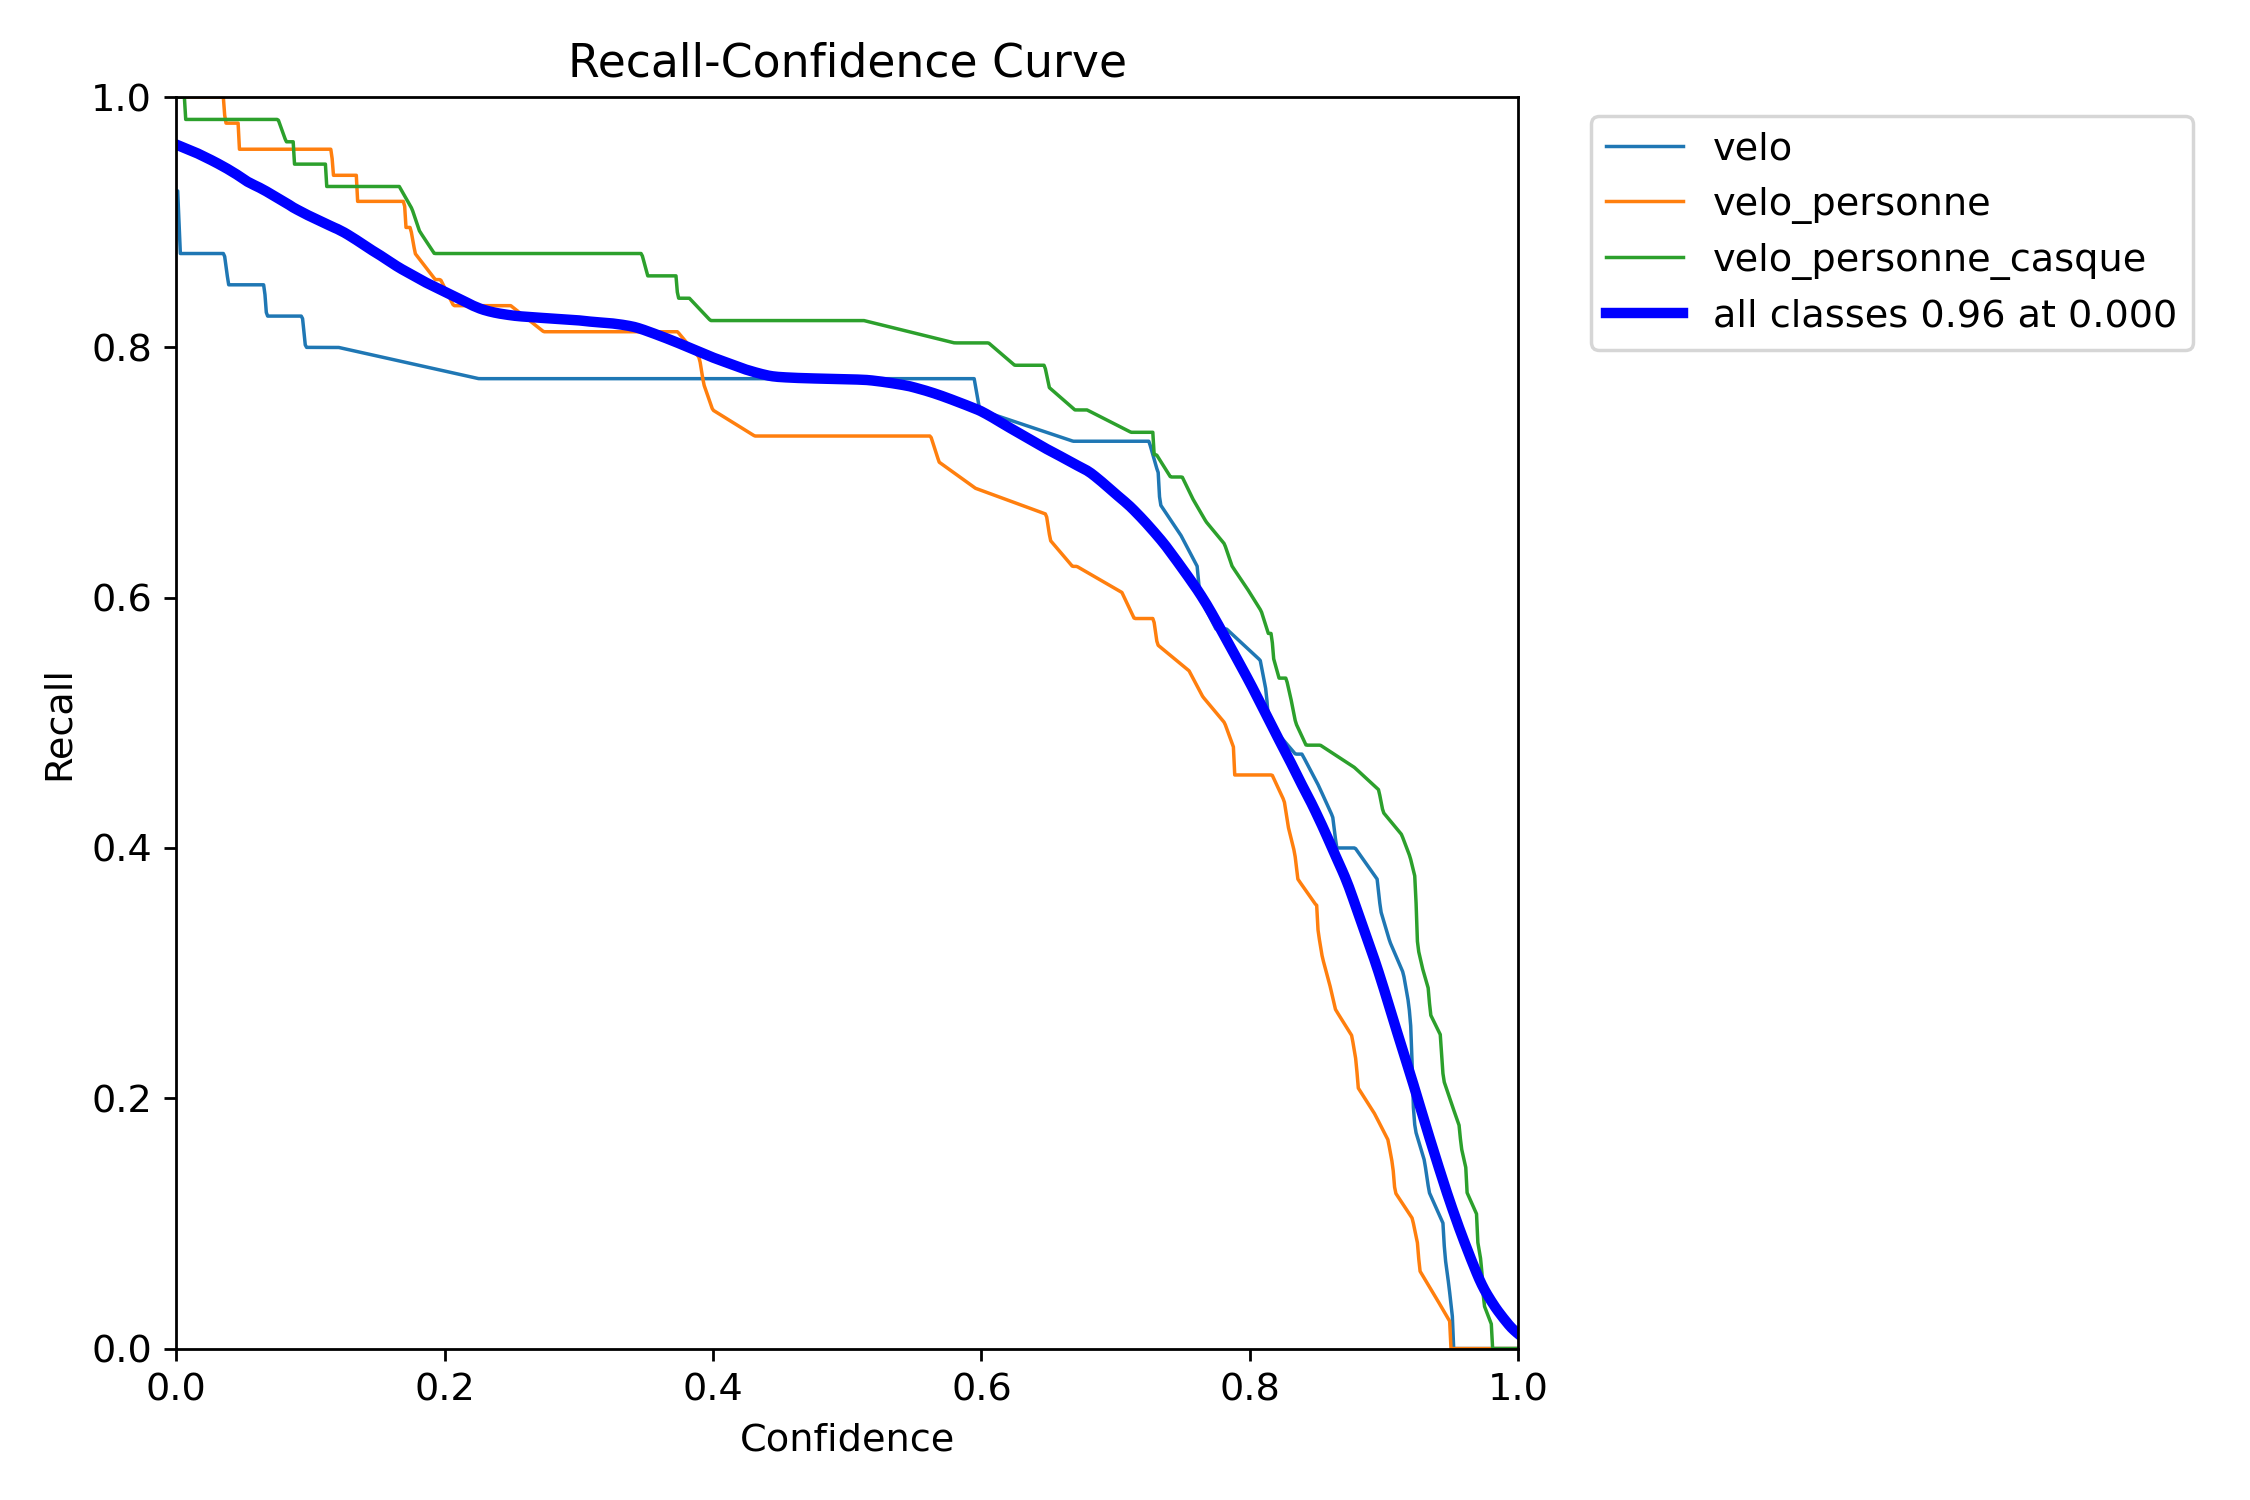 Recall-Confidence Curve
1.0
0.8
0.6
0.4
0.2
0.0
Recall
0.0 0.2 0.4 0.6 0.8 1.0
Confidence
velo
velo_personne
velo_personne_casque
all classes 0.96 at 0.000